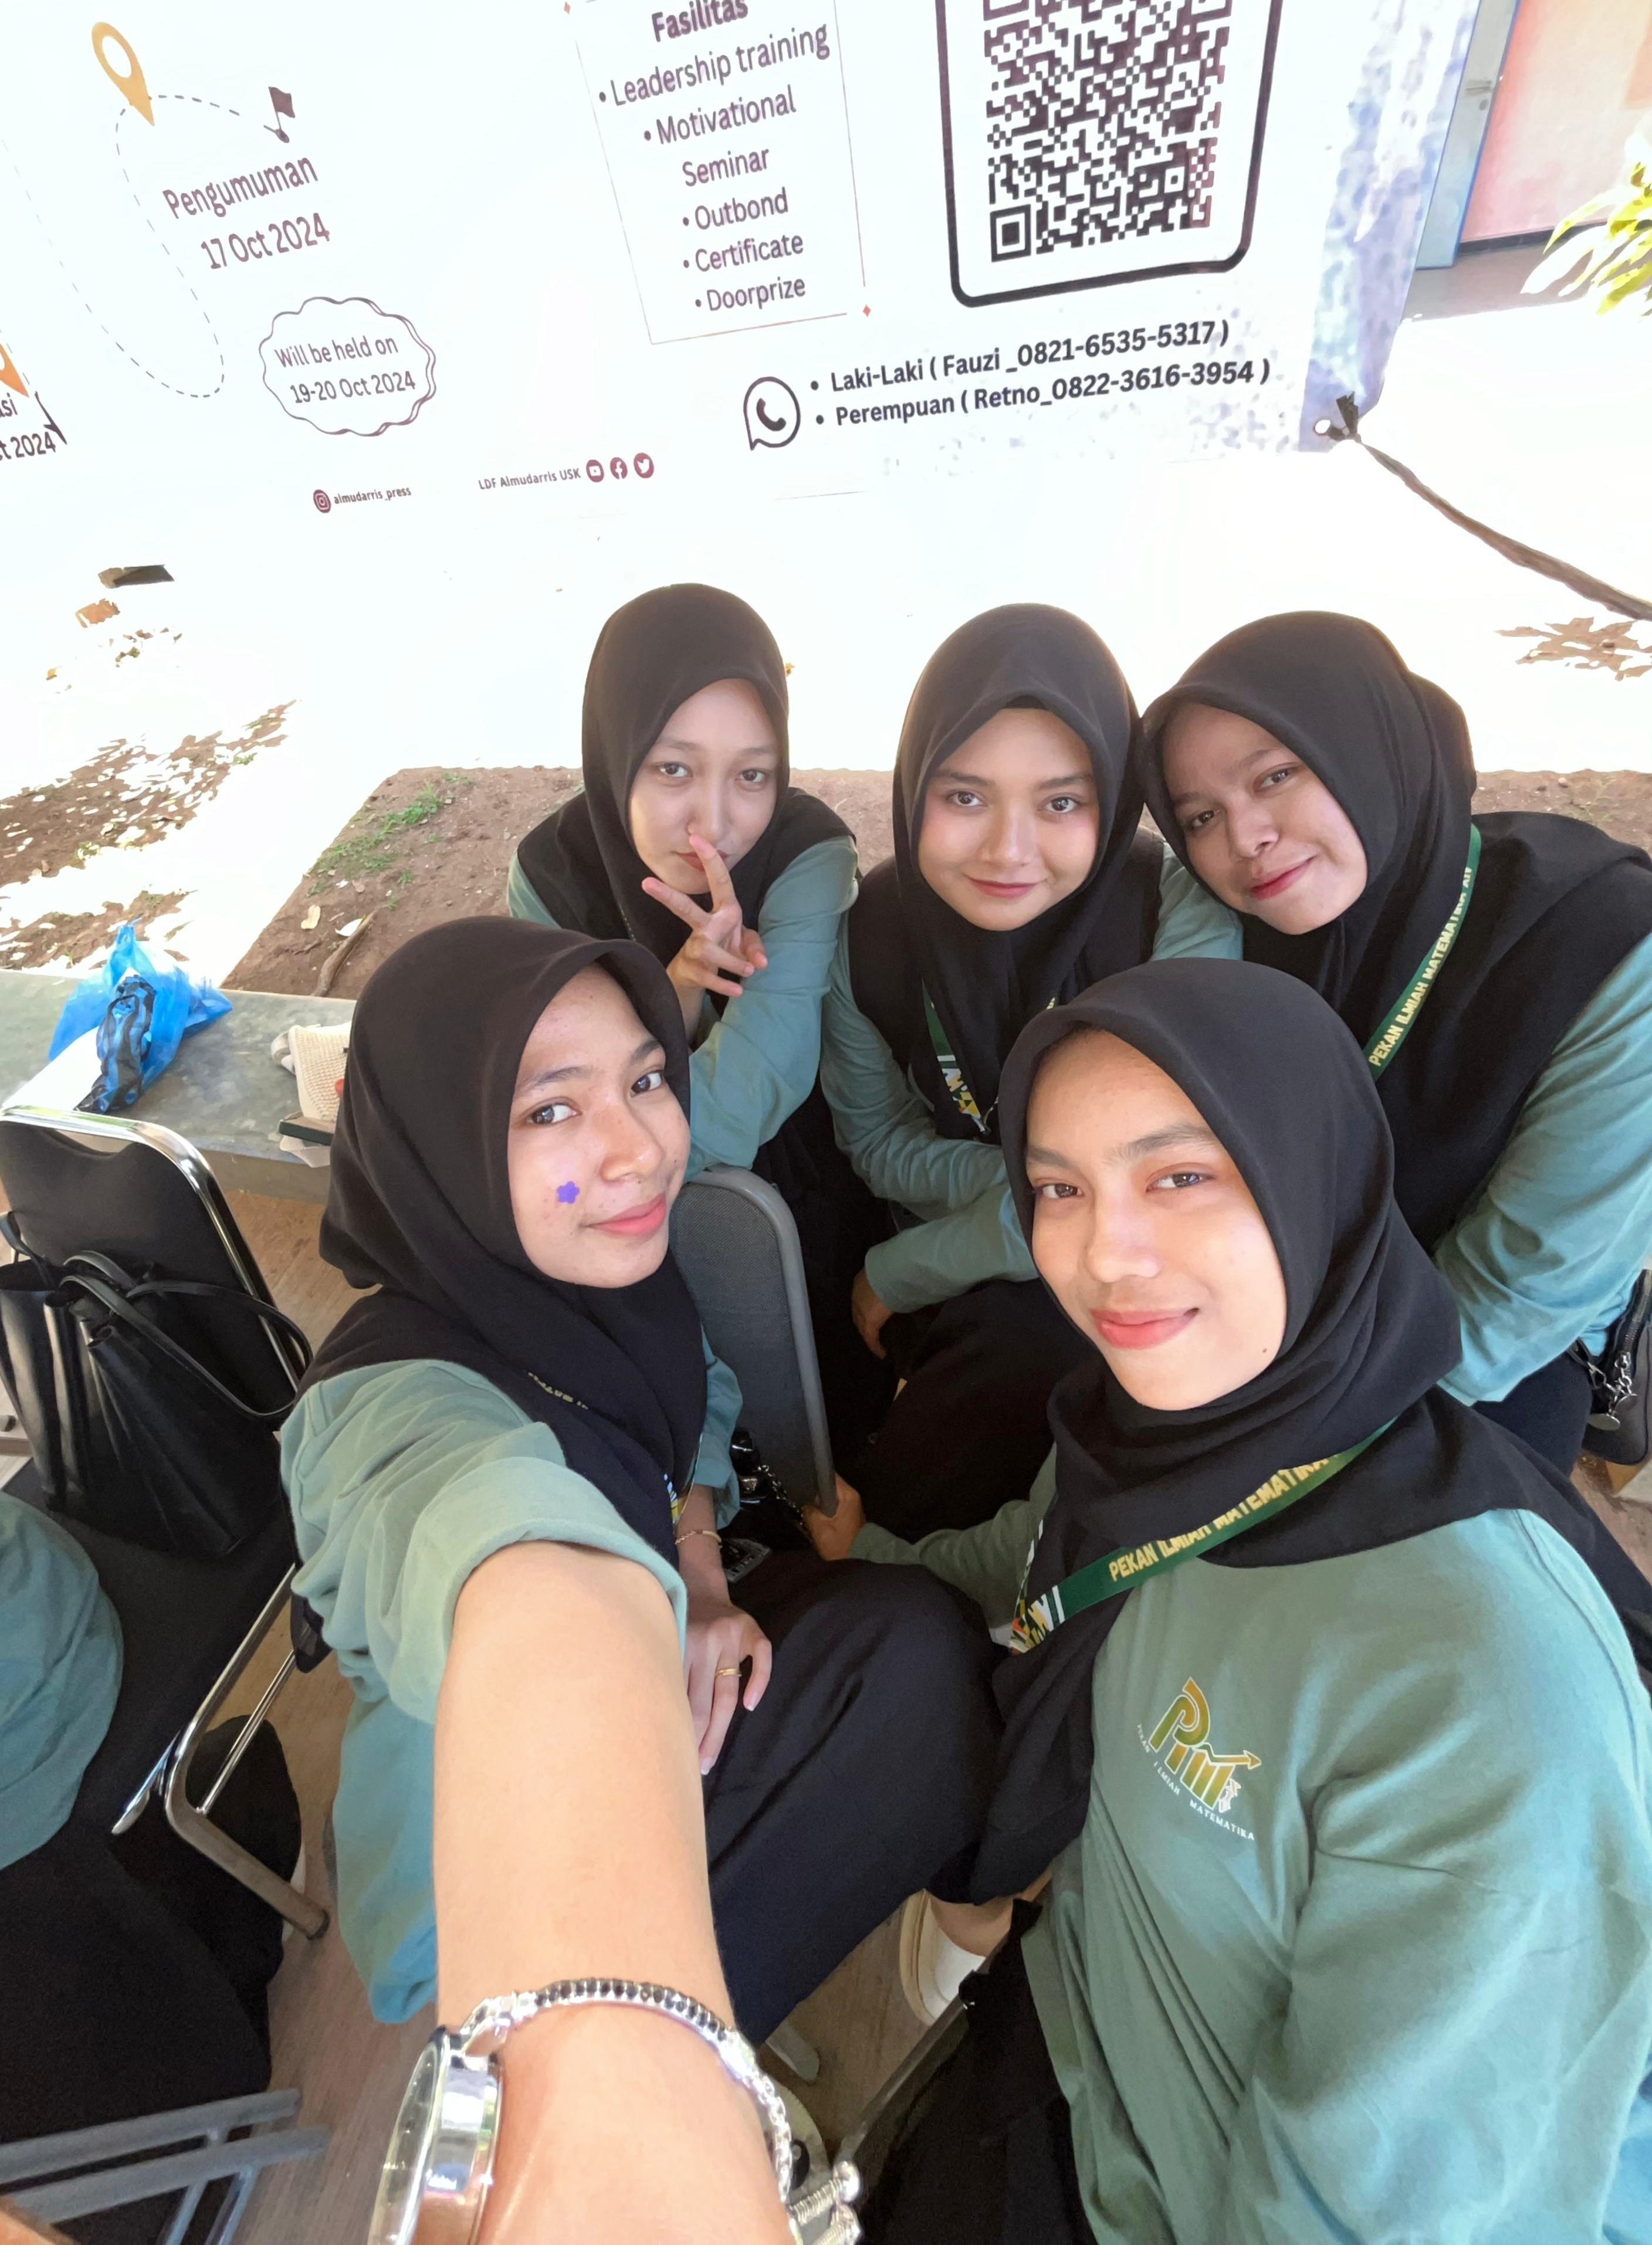 Pengumuman
17 Oct 2024
Will be held on
19-20 Oct 2024
2024
almudarris_press
LDF Almudarris USK
Fasilitas
• Leadership training
• Motivational
Seminar
• Outbond
• Certificate
• Doorprize
• Laki-Laki ( Fauzi _0821-6535-5317 )
• Perempuan ( Retno_0822-3616-3954 )
PEKAN ILMIAH MATEMATIKA
PEKAN ILMIAH MATEMATIKA
PIM
PEKAN ILMIAH MATEMATIKA